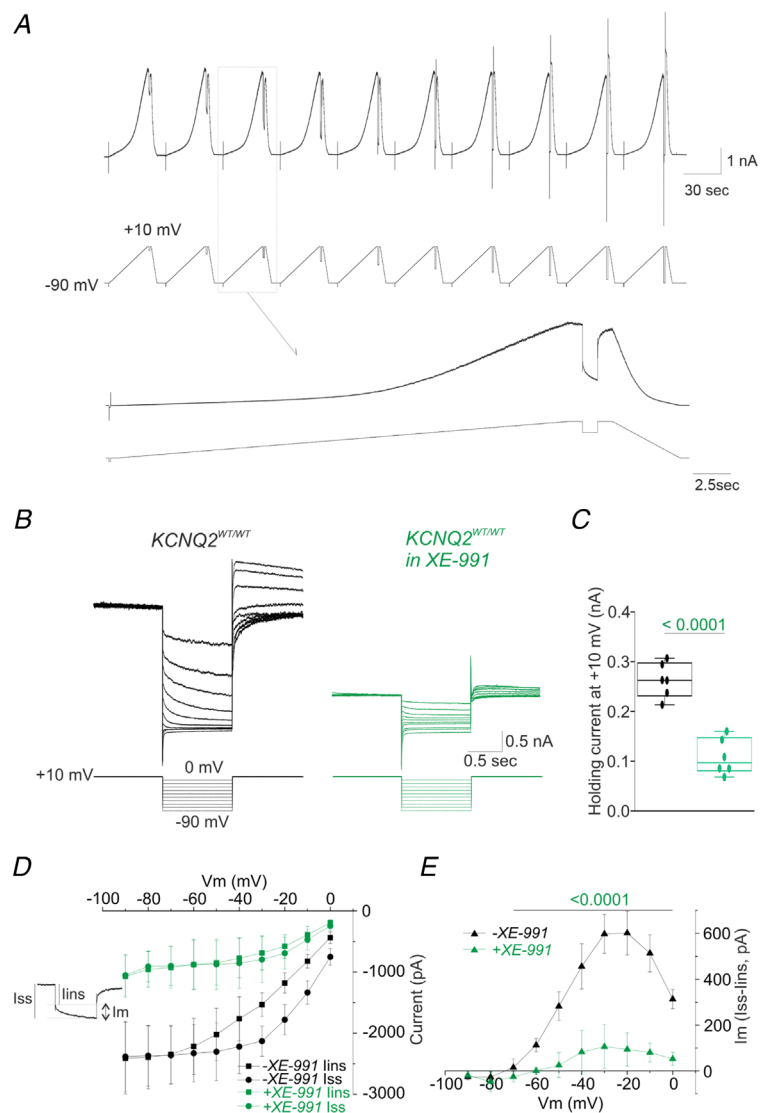 A
1 nA
30 sec
+10 mV
-90 mV
2.5sec
B
KCNQ2WT/WT
KCNQ2WT/WT
in XE-991
0.5 nA
0.5 sec
+10 mV
0 mV
-90 mV
C
Holding current at +10 mV (nA)
0.4
0.3
0.2
0.1
0.0
< 0.0001
D
Vm (mV)
-100 -80 -60 -40 -20 0
0
-1000
-2000
-3000
Current (pA)
Iss
Iins
Im
-XE-991 Iins
-XE-991 Iss
+XE-991 Iins
+XE-991 Iss
E
<0.0001
-XE-991
+XE-991
600
400
200
0
Im (Iss-Iins, pA)
-100 -80 -60 -40 -20 0
Vm (mV)